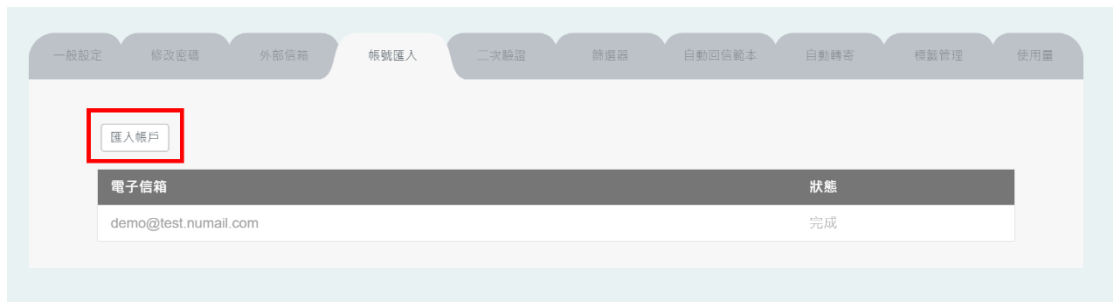 一般設定 修改密碼 外部信箱 帳號匯入 二次驗證 篩選器 自動回信範本 自動轉寄 標籤管理 使用量
匯入帳戶
電子信箱 狀態
demo@test.numail.com 完成